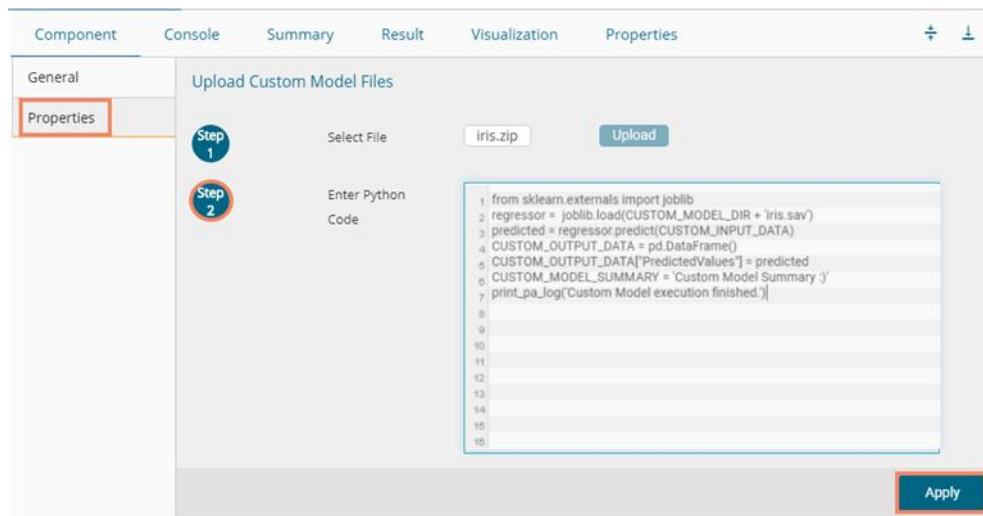 Component Console Summary Result Visualization Properties
General
Properties
Upload Custom Model Files
Step 1
Select File
iris.zip
Upload
Step 2
Enter Python
Code
1 from sklearn.externals import joblib
2 regressor = joblib.load(CUSTOM_MODEL_DIR + 'iris.sav')
3 predicted = regressor.predict(CUSTOM_INPUT_DATA)
4 CUSTOM_OUTPUT_DATA = pd.DataFrame()
5 CUSTOM_OUTPUT_DATA["PredictedValues"] = predicted
6 CUSTOM_MODEL_SUMMARY = 'Custom Model Summary :)'
7 print_pa_log('Custom Model execution finished.')
8
9
10
11
12
13
14
15
16
Apply